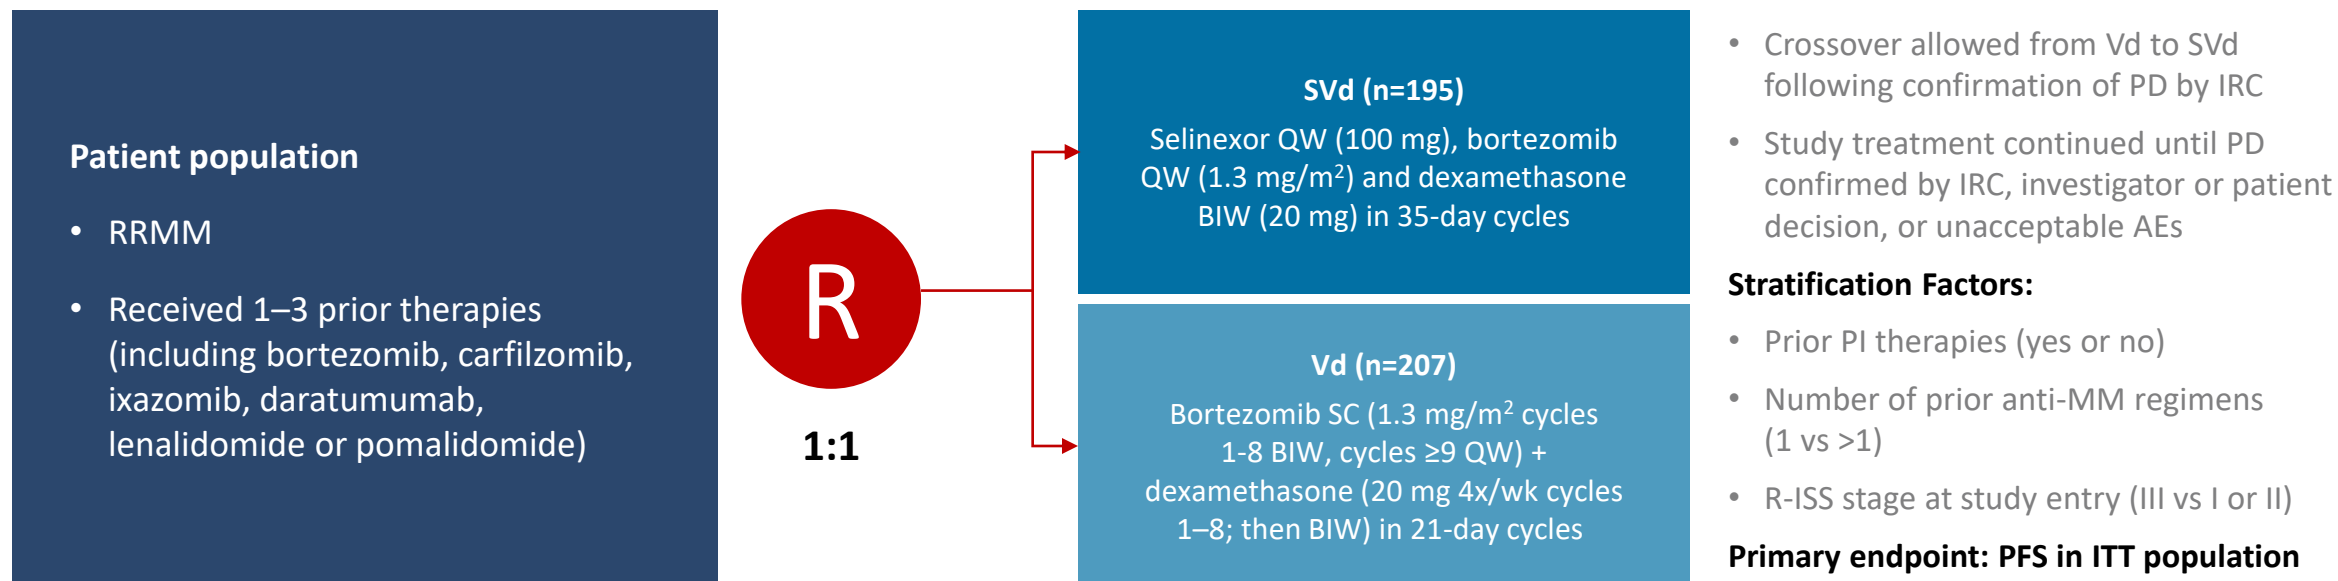 Patient population
• RRMM
• Received 1–3 prior therapies
(including bortezomib, carfilzomib,
ixazomib, daratumumab,
lenalidomide or pomalidomide)
R
1:1
SVd (n=195)
Selinexor QW (100 mg), bortezomib
QW (1.3 mg/m²) and dexamethasone
BIW (20 mg) in 35-day cycles
Vd (n=207)
Bortezomib SC (1.3 mg/m² cycles
1-8 BIW, cycles ≥9 QW) +
dexamethasone (20 mg 4x/wk cycles
1–8; then BIW) in 21-day cycles
• Crossover allowed from Vd to SVd
following confirmation of PD by IRC
• Study treatment continued until PD
confirmed by IRC, investigator or patient
decision, or unacceptable AEs
Stratification Factors:
• Prior PI therapies (yes or no)
• Number of prior anti-MM regimens
(1 vs >1)
• R-ISS stage at study entry (III vs I or II)
Primary endpoint: PFS in ITT population